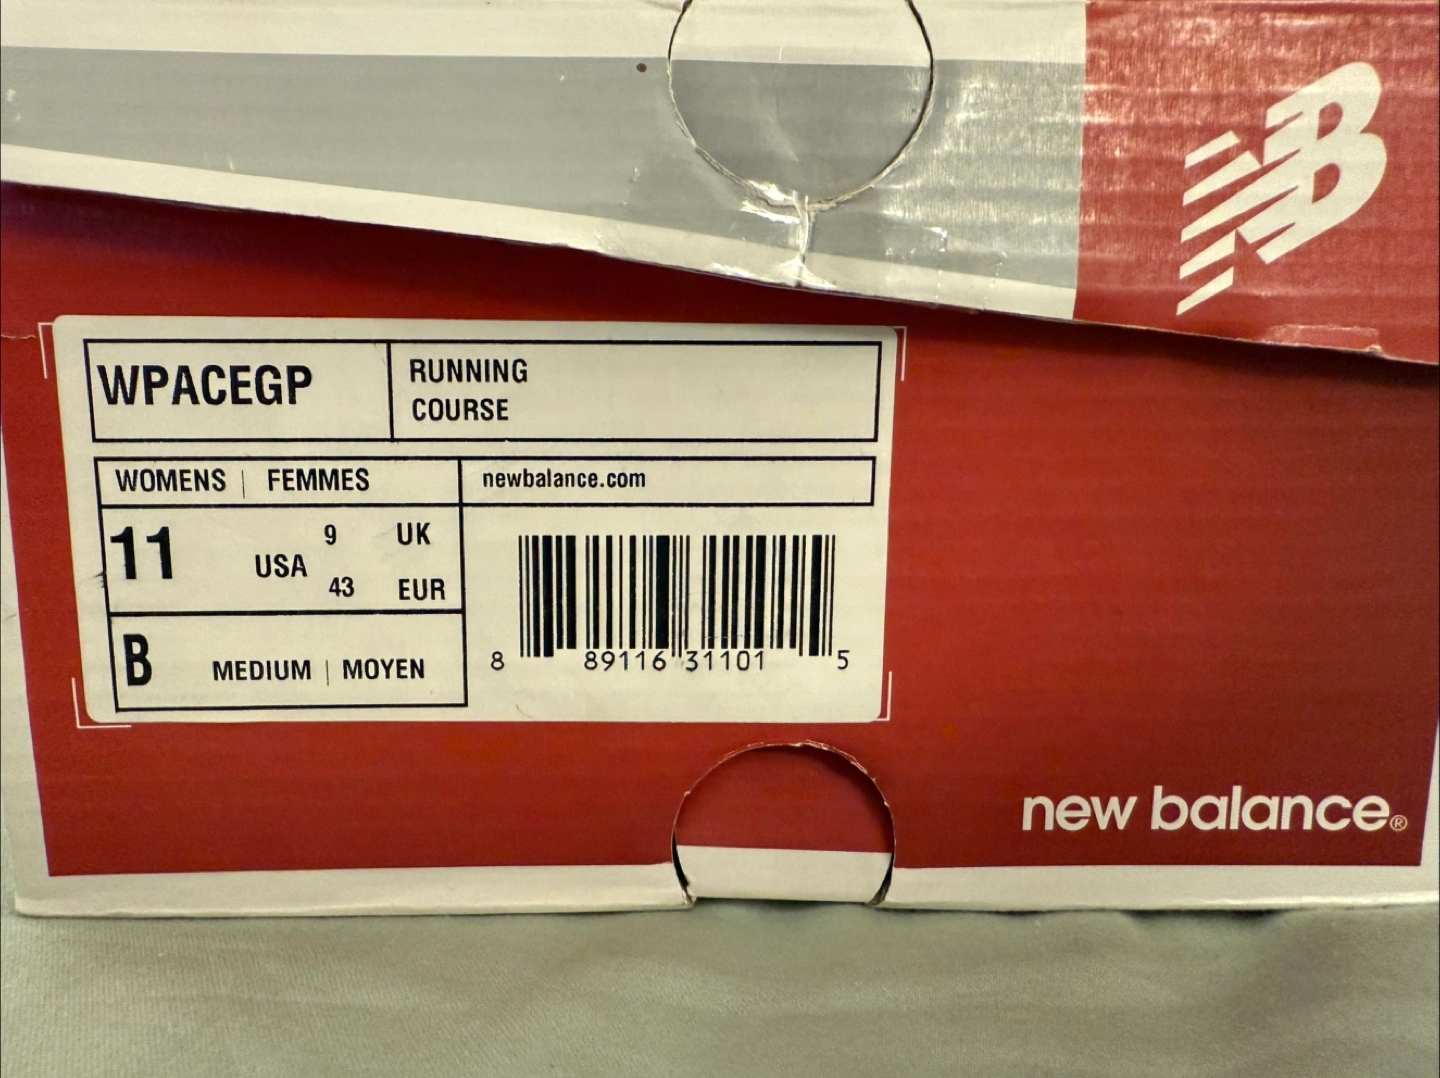 NB
WPACEGP
RUNNING
COURSE
WOMENS | FEMMES
newbalance.com
11 USA 9 UK
43 EUR
B MEDIUM | MOYEN
8 89116 31101 5
new balance®